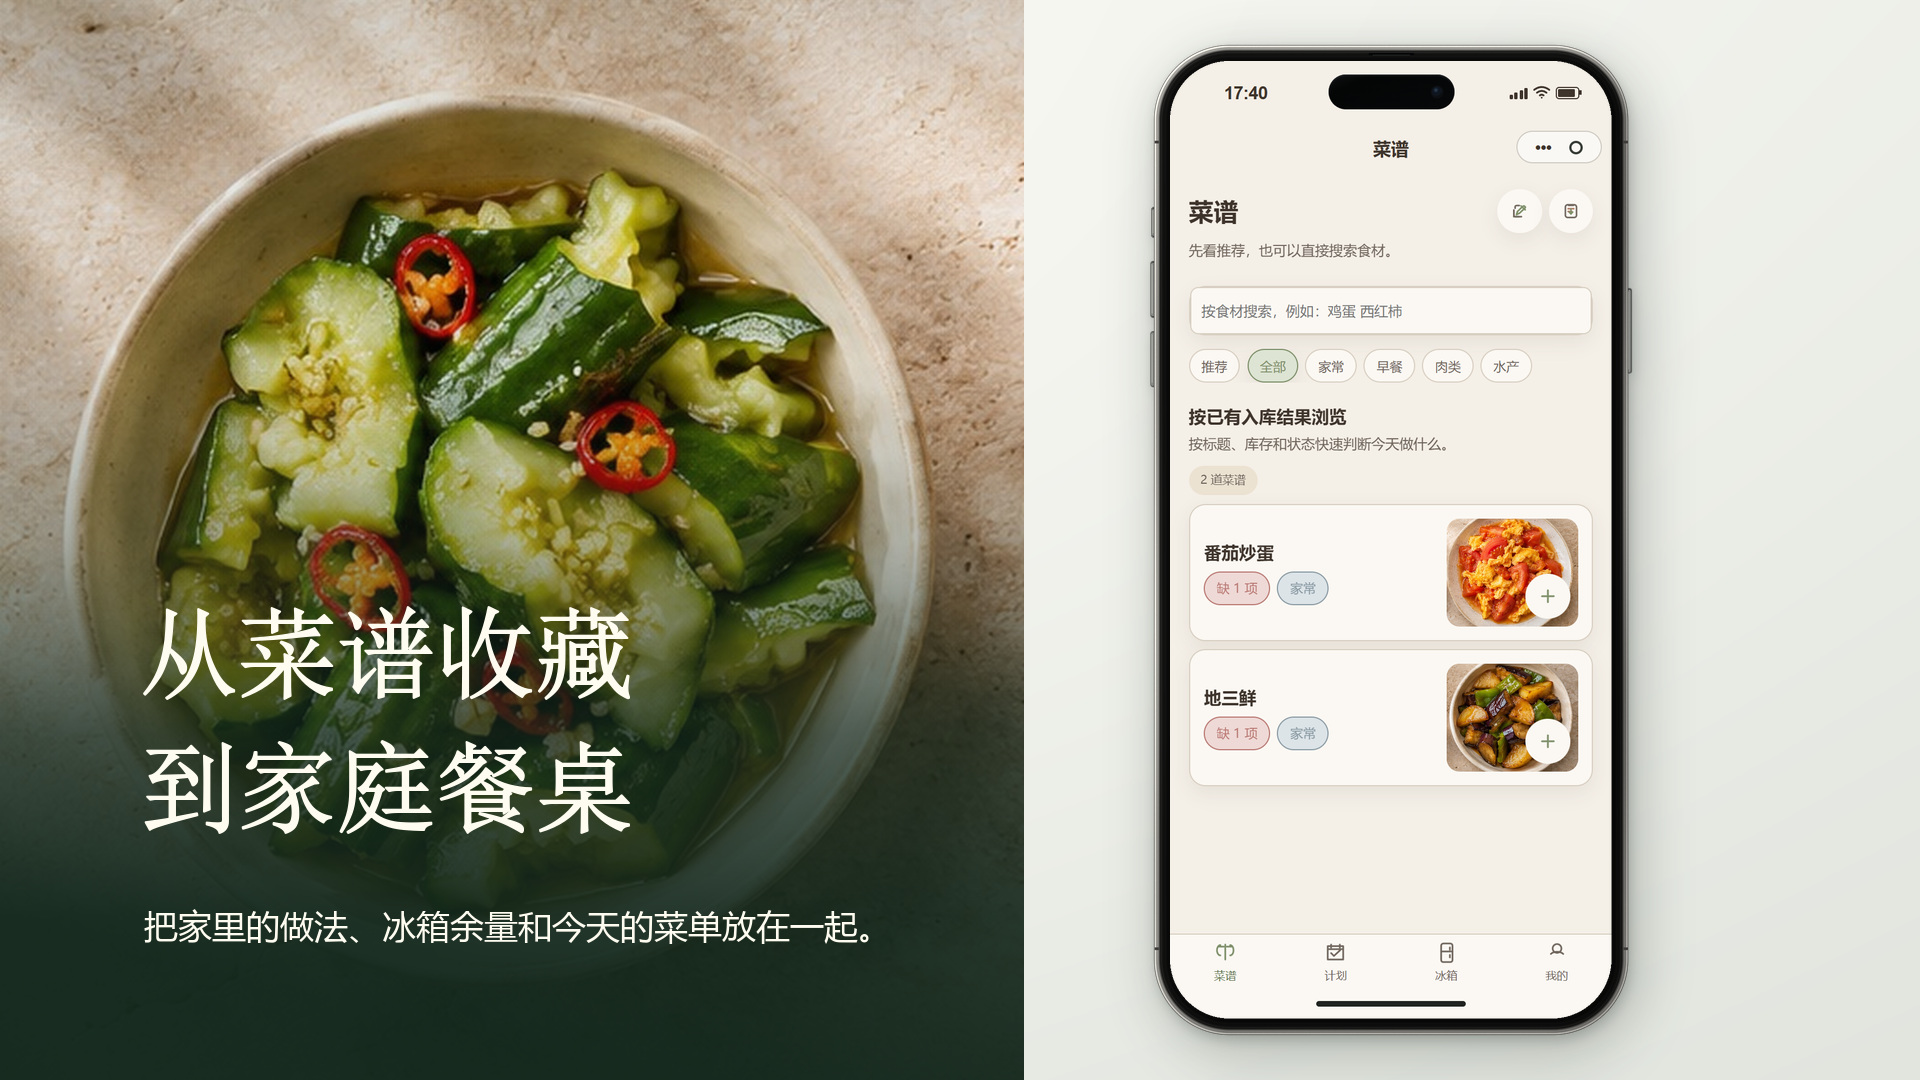 从菜谱收藏
到家庭餐桌
把家里的做法、冰箱余量和今天的菜单放在一起。
17:40
菜谱
菜谱
先看推荐，也可以直接搜索食材。
按食材搜索，例如：鸡蛋 西红柿
推荐 全部 家常 早餐 肉类 水产
按已有入库结果浏览
按标题、库存和状态快速判断今天做什么。
2 道菜谱
番茄炒蛋
缺 1 项 家常
地三鲜
缺 1 项 家常
菜谱 计划 冰箱 我的